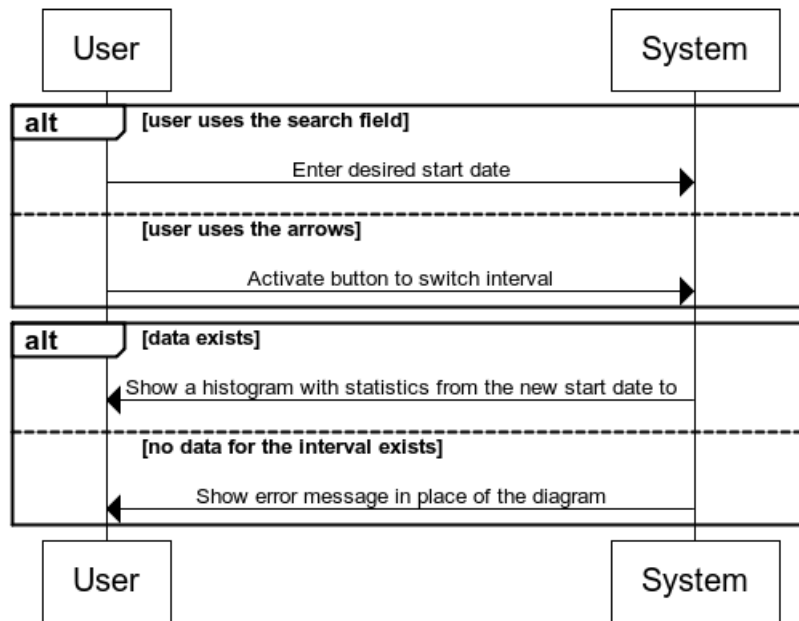 User System
alt [user uses the search field]
Enter desired start date
[user uses the arrows]
Activate button to switch interval
alt [data exists]
Show a histogram with statistics from the new start date to
[no data for the interval exists]
Show error message in place of the diagram
User System